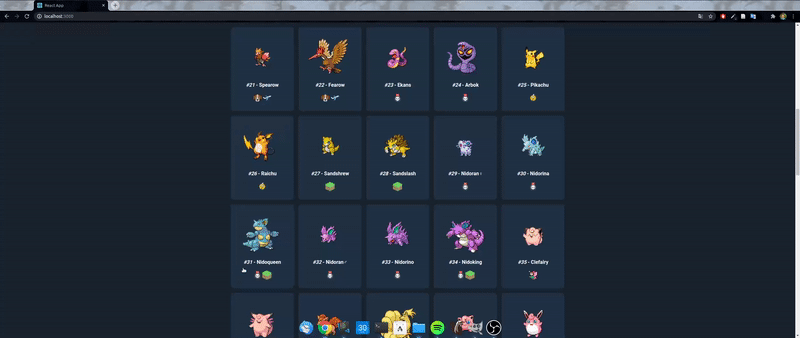 React App
localhost:3000
#21 - Spearow
#22 - Fearow
#23 - Ekans
#24 - Arbok
#25 - Pikachu
#26 - Raichu
#27 - Sandshrew
#28 - Sandslash
#29 - Nidoran♀
#30 - Nidorina
#31 - Nidoqueen
#32 - Nidoran♂
#33 - Nidorino
#34 - Nidoking
#35 - Clefairy
30